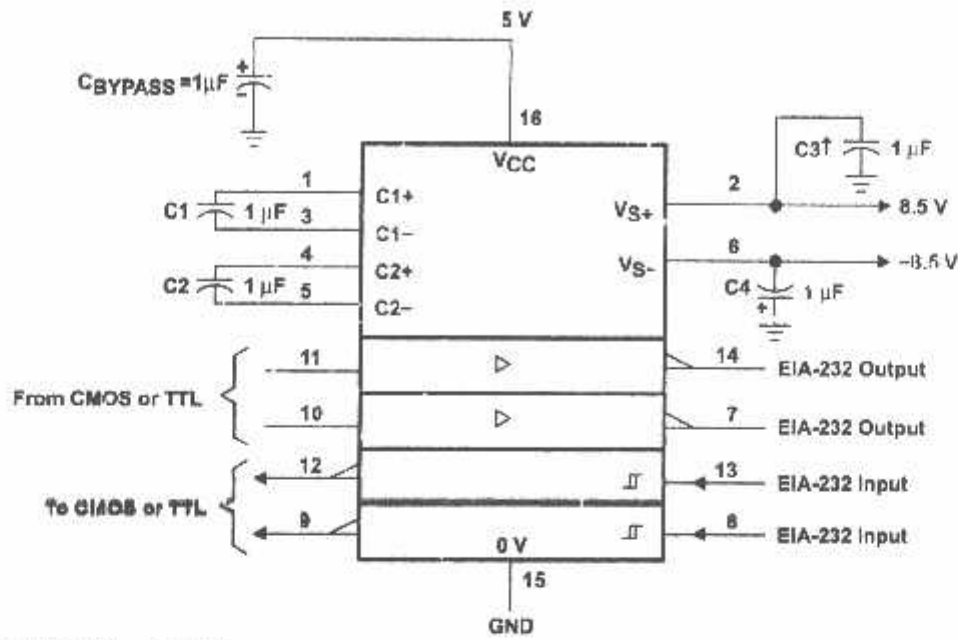 5 V
CBYPASS = 1µF
+
–
16
VCC
C3† 1 µF
1
C1+
C1
1 µF
3
C1–
2
VS+
8.5 V
4
C2+
C2
1 µF
5
C2–
6
VS-
–8.5 V
C4
1 µF
+
11
14
EIA-232 Output
From CMOS or TTL
10
7
EIA-232 Output
12
13
EIA-232 Input
To CMOS or TTL
9
8
EIA-232 Input
0 V
15
GND